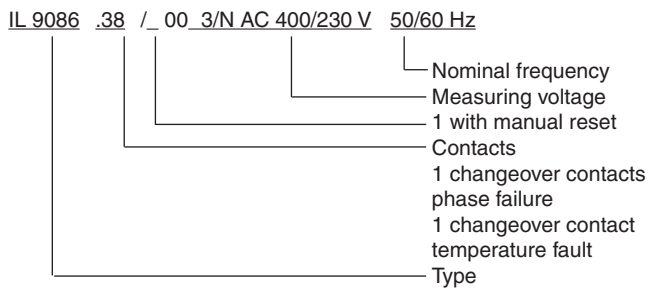 IL 9086 .38 /_ 00 3/N AC 400/230 V 50/60 Hz
Nominal frequency
Measuring voltage
1 with manual reset
Contacts
1 changeover contacts
phase failure
1 changeover contact
temperature fault
Type